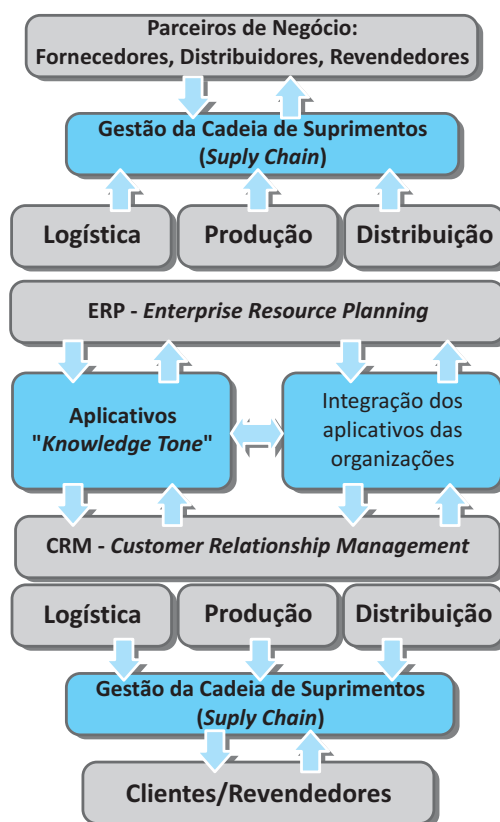 Parceiros de Negócio:
Fornecedores, Distribuidores, Revendedores
Gestão da Cadeia de Suprimentos
(Suply Chain)
Logística
Produção
Distribuição
ERP - Enterprise Resource Planning
Aplicativos
"Knowledge Tone"
Integração dos
aplicativos das
organizações
CRM - Customer Relationship Management
Logística
Produção
Distribuição
Gestão da Cadeia de Suprimentos
(Suply Chain)
Clientes/Revendedores